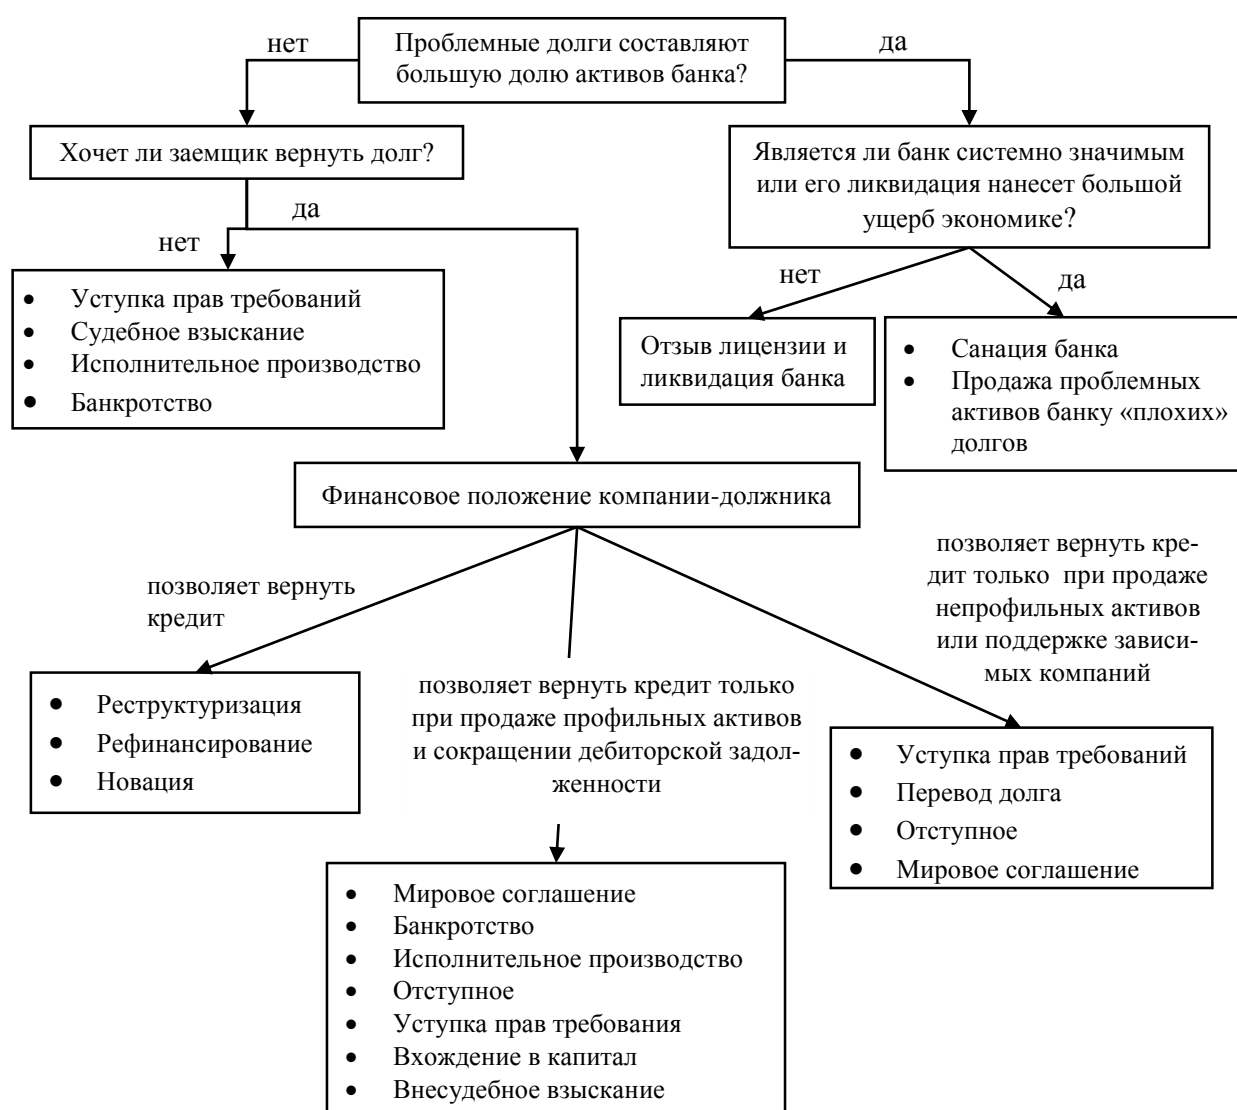 нет
Проблемные долги составляют
большую долю активов банка?
да
Хочет ли заемщик вернуть долг?
Является ли банк системно значимым
или его ликвидация нанесет большой
ущерб экономике?
да
нет
нет
да
• Уступка прав требований
• Судебное взыскание
• Исполнительное производство
• Банкротство
Отзыв лицензии и
ликвидация банка
• Санация банка
• Продажа проблемных
активов банку «плохих»
долгов
Финансовое положение компании-должника
позволяет вернуть
кредит
позволяет вернуть кре-
дит только при продаже
непрофильных активов
или поддержке зависи-
мых компаний
• Реструктуризация
• Рефинансирование
• Новация
позволяет вернуть кредит только
при продаже профильных активов
и сокращении дебиторской задол-
женности
• Уступка прав требований
• Перевод долга
• Отступное
• Мировое соглашение
• Мировое соглашение
• Банкротство
• Исполнительное производство
• Отступное
• Уступка прав требования
• Вхождение в капитал
• Внесудебное взыскание